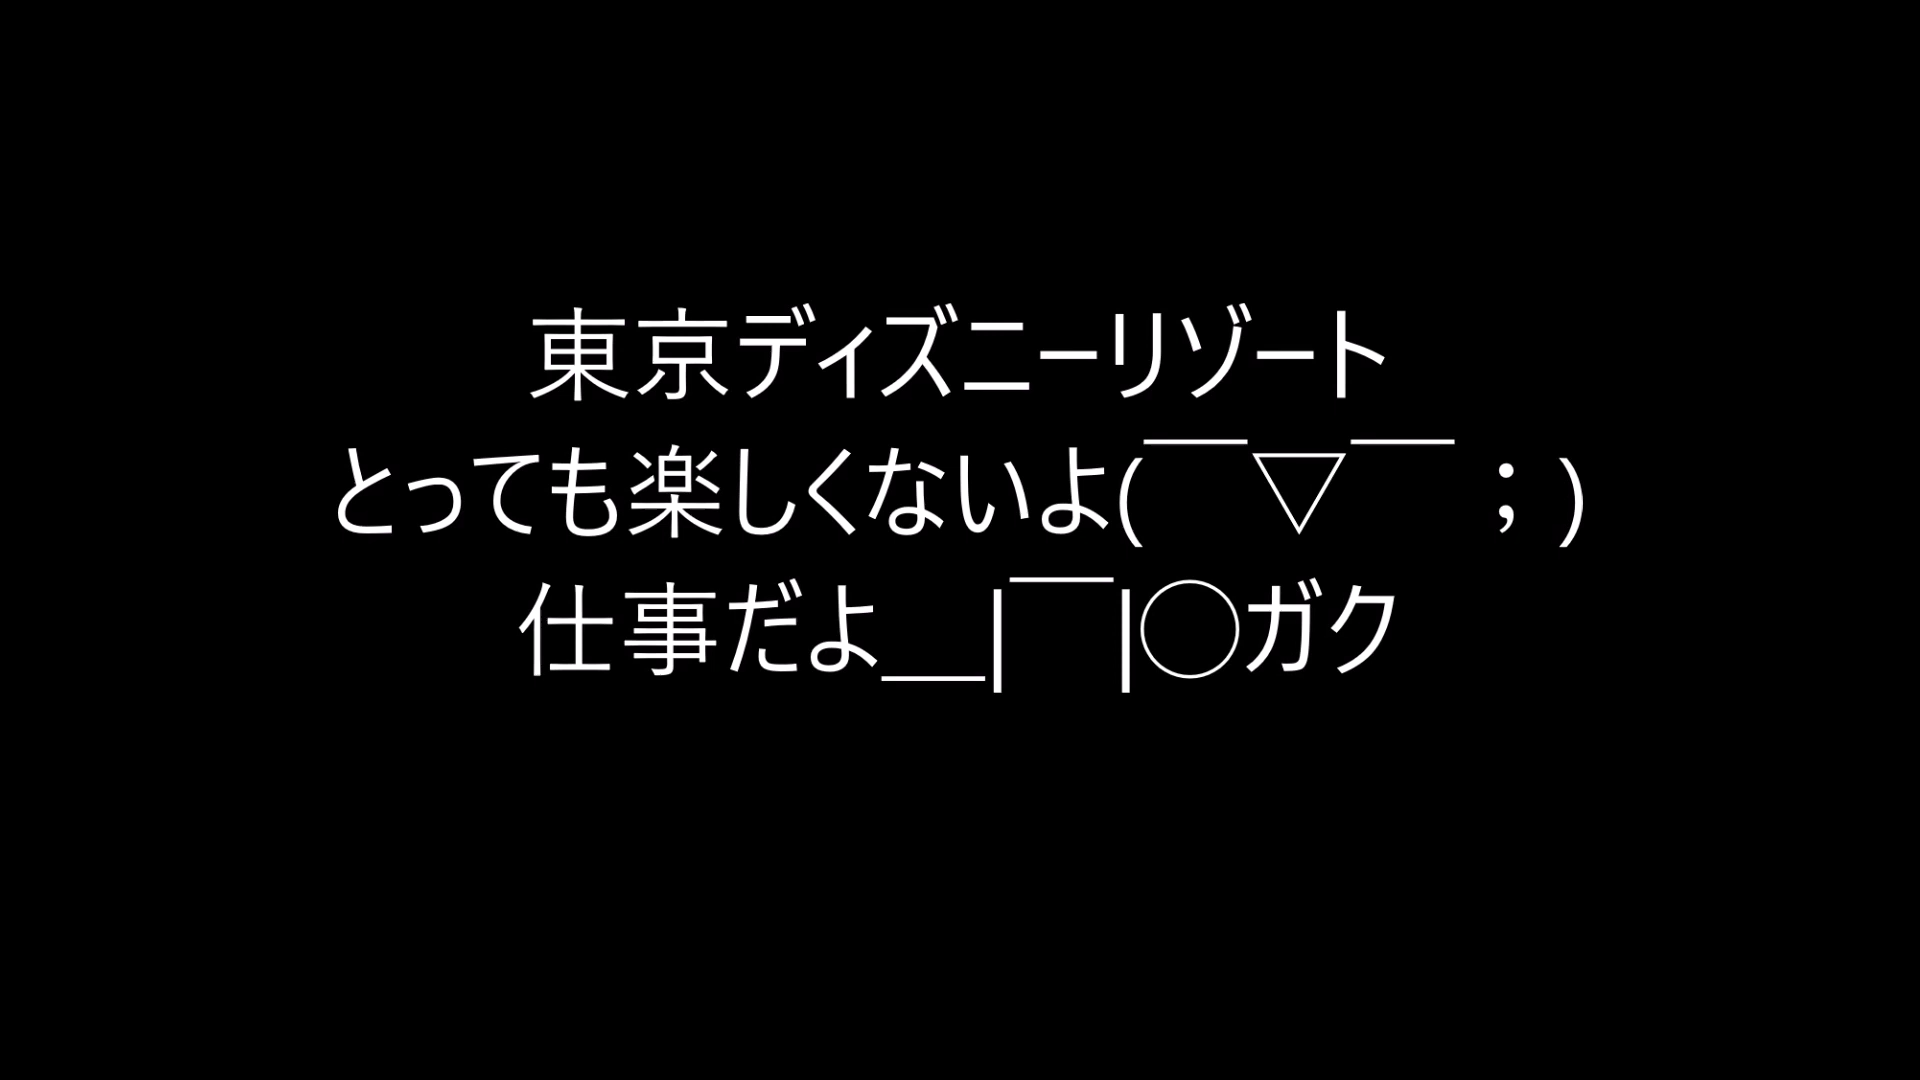 東京ディズニーリゾート
とっても楽しくないよ(￣▽￣；)
仕事だよ＿|￣|◯ガク